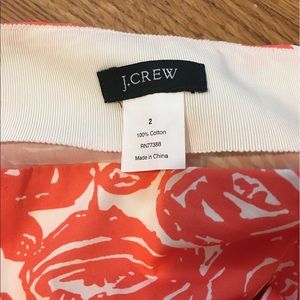 J.CREW
2
100% Cotton
RN77388
Made in China